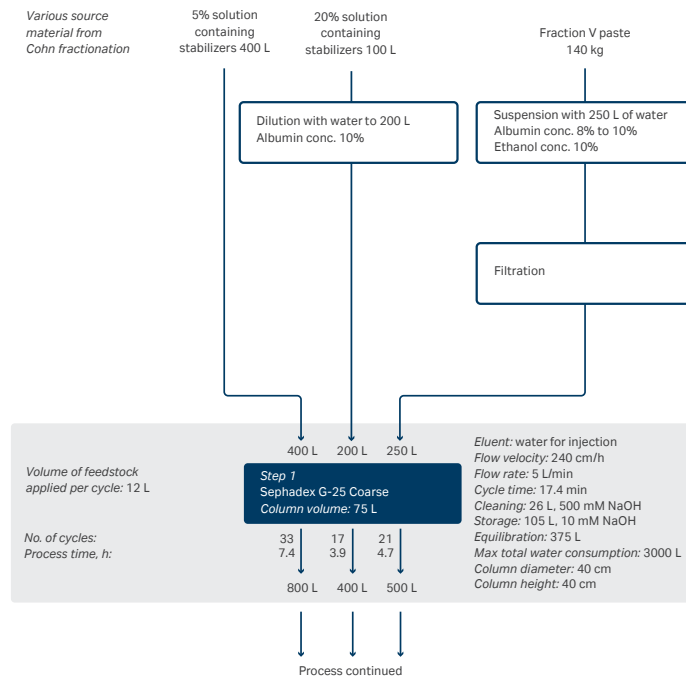 Various source
material from
Cohn fractionation
5% solution
containing
stabilizers 400 L
20% solution
containing
stabilizers 100 L
Fraction V paste
140 kg
Dilution with water to 200 L
Albumin conc. 10%
Suspension with 250 L of water
Albumin conc. 8% to 10%
Ethanol conc. 10%
Filtration
400 L 200 L 250 L
Volume of feedstock
applied per cycle: 12 L
Step 1
Sephadex G-25 Coarse
Column volume: 75 L
Eluent: water for injection
Flow velocity: 240 cm/h
Flow rate: 5 L/min
Cycle time: 17.4 min
Cleaning: 26 L, 500 mM NaOH
Storage: 105 L, 10 mM NaOH
Equilibration: 375 L
Max total water consumption: 3000 L
Column diameter: 40 cm
Column height: 40 cm
No. of cycles: 33 17 21
Process time, h: 7.4 3.9 4.7
800 L 400 L 500 L
Process continued